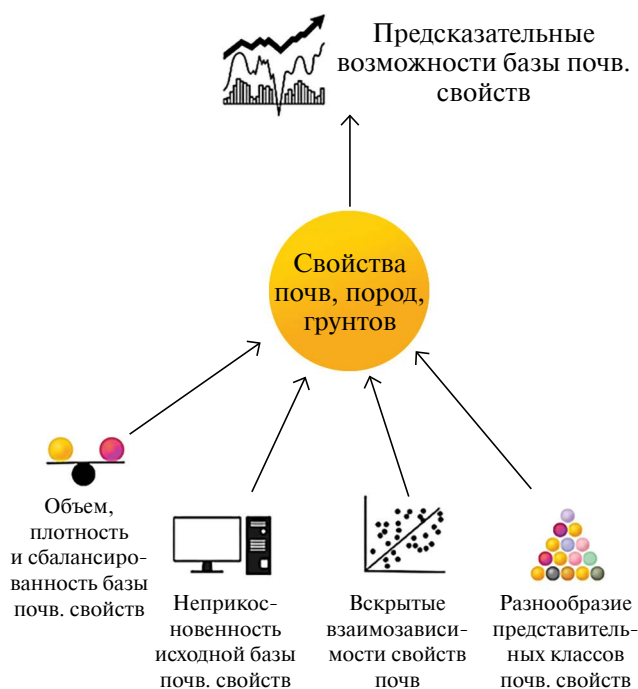 Предсказательные
возможности базы почв.
свойств
Свойства
почв, пород,
грунтов
Объем,
плотность
и сбалансиро-
ванность базы
почв. свойств
Неприкос-
новенность
исходной базы
почв. свойств
Вскрытые
взаимозависи-
мости свойств
почв
Разнообразие
представитель-
ных классов
почв. свойств